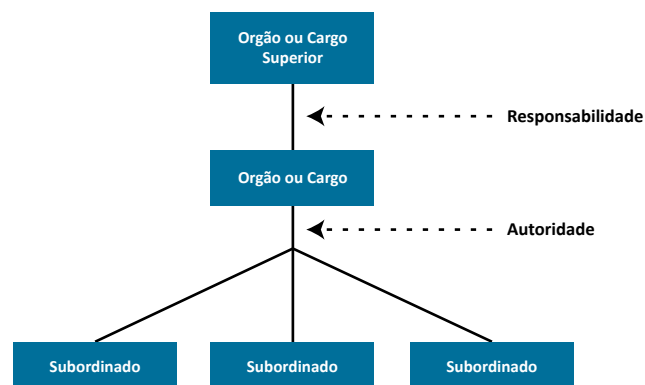 Orgão ou Cargo
Superior
Responsabilidade
Orgão ou Cargo
Autoridade
Subordinado
Subordinado
Subordinado